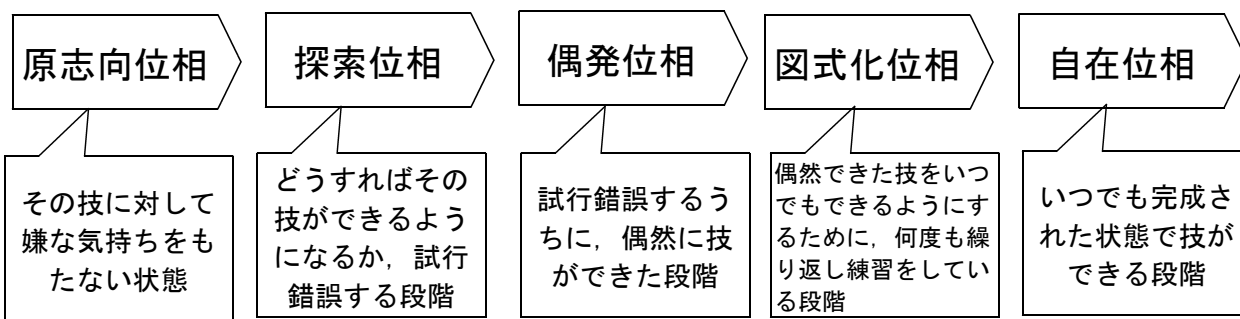 原志向位相
探索位相
偶発位相
図式化位相
自在位相
その技に対して
嫌な気持ちをも
たない状態
どうすればその
技ができるよう
になるか，試行
錯誤する段階
試行錯誤するう
ちに，偶然に技
ができた段階
偶然できた技をいつ
でもできるようにす
るために，何度も繰
り返し練習をしてい
る段階
いつでも完成さ
れた状態で技が
できる段階